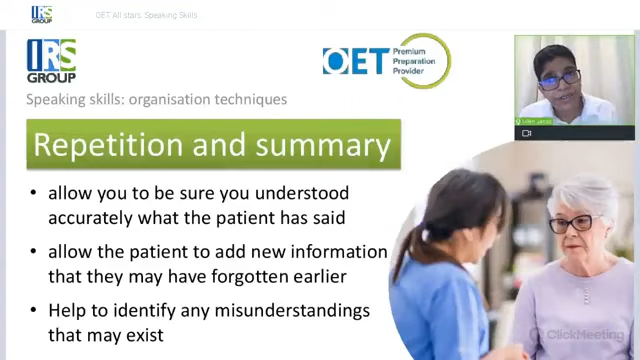 IRS
GROUP
OET All stars. Speaking Skills.
IRS
GROUP
OET
Premium
Preparation
Provider
Speaking skills: organisation techniques
Repetition and summary
• allow you to be sure you understood
accurately what the patient has said
• allow the patient to add new information
that they may have forgotten earlier
• Help to identify any misunderstandings
that may exist
ClickMeeting